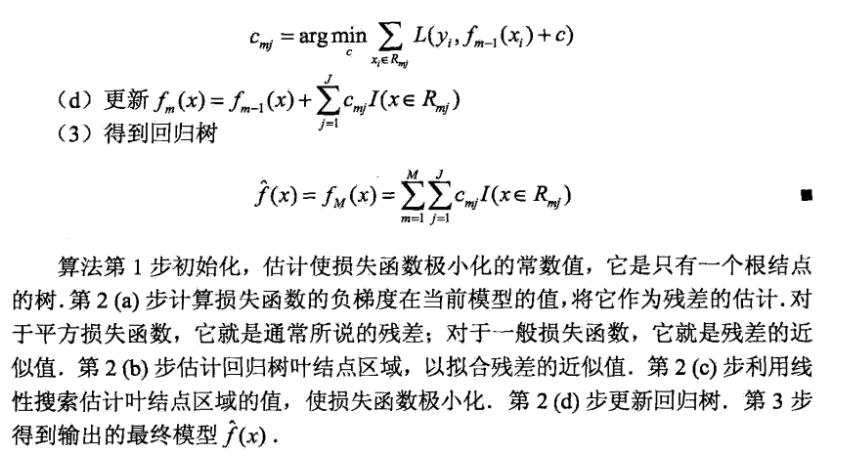 c_{mj} = arg min_c ∑_{x_i∈R_{mj}} L(y_i, f_{m-1}(x_i) + c)
（d）更新 f_m(x) = f_{m-1}(x) + ∑_{j=1}^{J} c_{mj} I(x∈R_{mj})
（3）得到回归树
f̂(x) = f_M(x) = ∑_{m=1}^{M} ∑_{j=1}^{J} c_{mj} I(x∈R_{mj}) ■
算法第 1 步初始化，估计使损失函数极小化的常数值，它是只有一个根结点
的树．第 2 (a) 步计算损失函数的负梯度在当前模型的值，将它作为残差的估计．对
于平方损失函数，它就是通常所说的残差；对于一般损失函数，它就是残差的近
似值．第 2 (b) 步估计回归树叶结点区域，以拟合残差的近似值．第 2 (c) 步利用线
性搜索估计叶结点区域的值，使损失函数极小化．第 2 (d) 步更新回归树．第 3 步
得到输出的最终模型 f̂(x)．